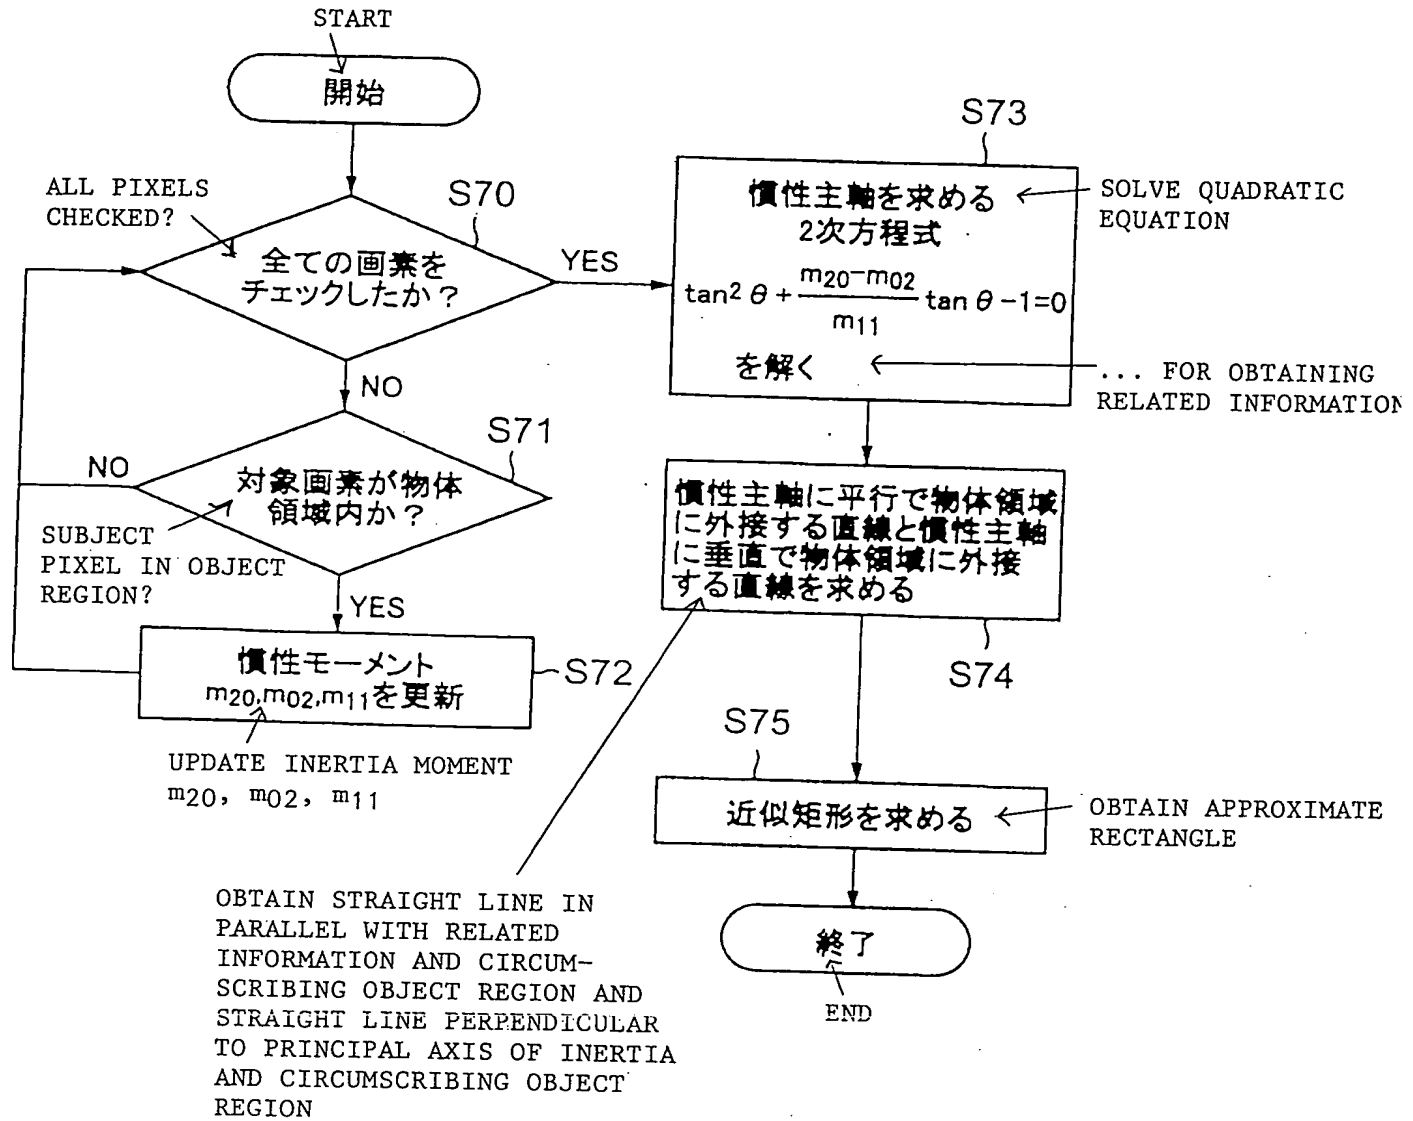 START
開始
ALL PIXELS
CHECKED?
S70
全ての画素を
チェックしたか？
YES
NO
S71
NO
対象画素が物体
領域内か？
SUBJECT
PIXEL IN OBJECT
REGION?
YES
慣性モーメント
m20,m02,m11を更新
S72
UPDATE INERTIA MOMENT
m20, m02, m11
S73
慣性主軸を求める
2次方程式
tan² θ + (m20−m02)/m11 tan θ −1=0
を解く
SOLVE QUADRATIC
EQUATION
... FOR OBTAINING
RELATED INFORMATION
慣性主軸に平行で物体領域
に外接する直線と慣性主軸
に垂直で物体領域に外接
する直線を求める
S74
OBTAIN STRAIGHT LINE IN
PARALLEL WITH RELATED
INFORMATION AND CIRCUM-
SCRIBING OBJECT REGION AND
STRAIGHT LINE PERPENDICULAR
TO PRINCIPAL AXIS OF INERTIA
AND CIRCUMSCRIBING OBJECT
REGION
S75
近似矩形を求める
OBTAIN APPROXIMATE
RECTANGLE
終了
END